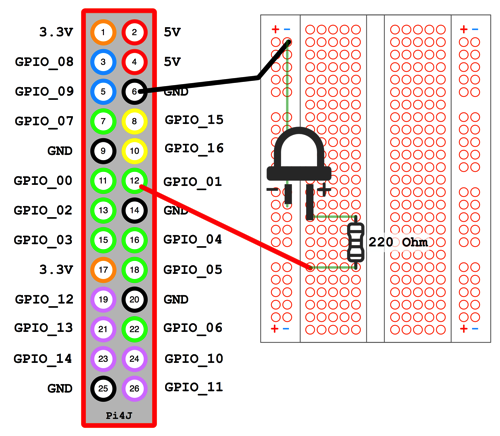 3.3V 1 2 5V
GPIO_08 3 4 5V
GPIO_09 5 6 GND
GPIO_07 7 8 GPIO_15
GND 9 10 GPIO_16
GPIO_00 11 12 GPIO_01
GPIO_02 13 14 GND
GPIO_03 15 16 GPIO_04
3.3V 17 18 GPIO_05
GPIO_12 19 20 GND
GPIO_13 21 22 GPIO_06
GPIO_14 23 24 GPIO_10
GND 25 26 GPIO_11
Pi4J
+ - + -
- +
220 Ohm
+ - + -